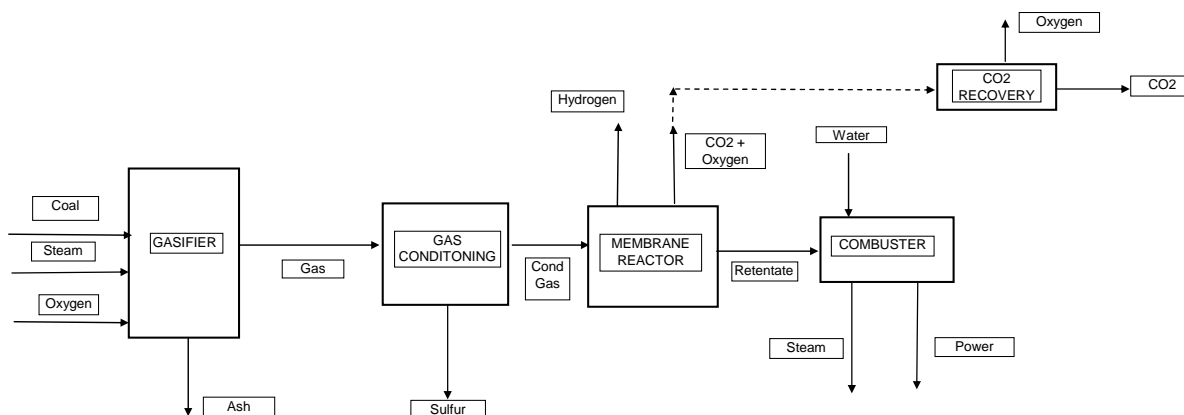 Oxygen
CO2
RECOVERY
CO2
Hydrogen
CO2 +
Oxygen
Water
Coal
Steam
Oxygen
GASIFIER
Gas
GAS
CONDITONING
Cond
Gas
MEMBRANE
REACTOR
Retentate
COMBUSTER
Steam
Power
Ash
Sulfur